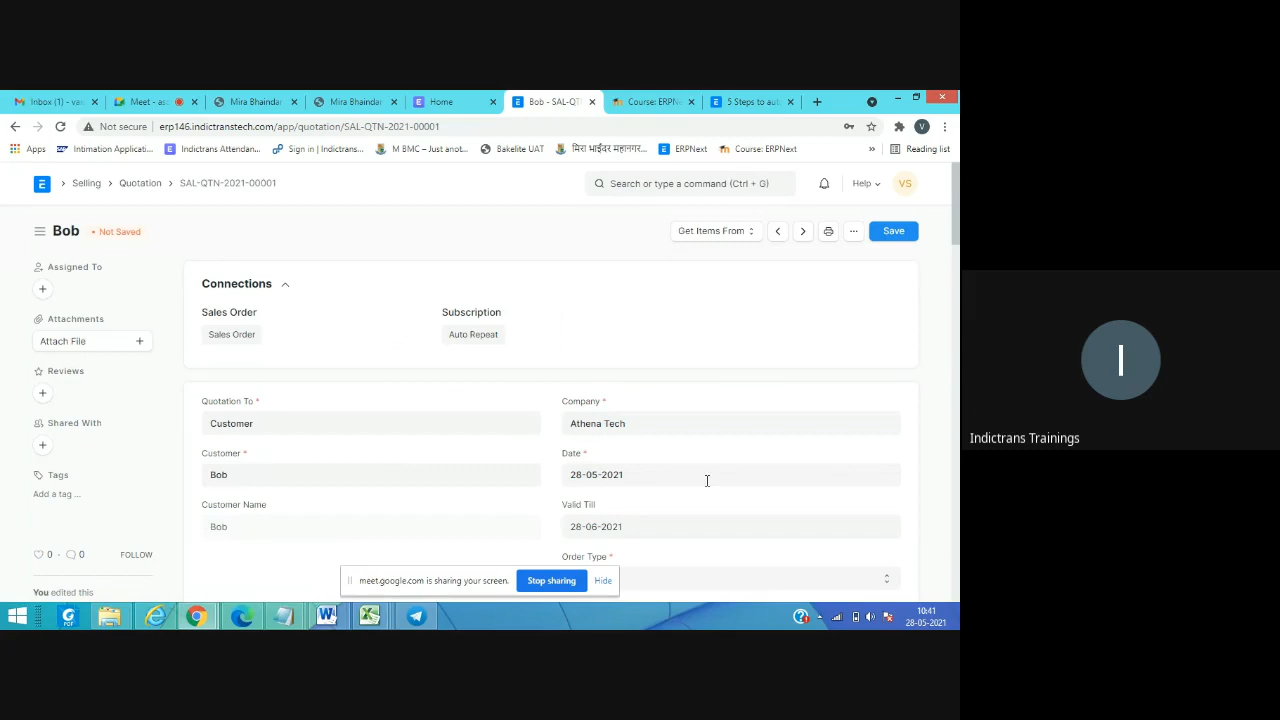 Inbox (1) - va
Meet - asc
Mira Bhaindar
Mira Bhaindar
Home
Bob - SAL-QT
Course: ERPNe
5 Steps to aut
Not secure
erp146.indictranstech.com/app/quotation/SAL-QTN-2021-00001
V
Apps
Intimation Applicati...
Indictrans Attendan...
Sign in | Indictrans...
M BMC – Just anot...
Bakelite UAT
मिरा भाईंदर महानगर...
ERPNext
Course: ERPNext
»
Reading list
E
Selling
Quotation
SAL-QTN-2021-00001
Search or type a command (Ctrl + G)
Help
VS
Bob
Not Saved
Get Items From
Save
Assigned To
Attachments
Attach File
Reviews
Shared With
Tags
Add a tag ...
0 · 0
FOLLOW
You edited this
Connections
Sales Order
Subscription
Sales Order
Auto Repeat
Quotation To *
Company *
Customer
Athena Tech
Customer *
Date *
Bob
28-05-2021
Customer Name
Valid Till
Bob
28-06-2021
Order Type *
meet.google.com is sharing your screen.
Stop sharing
Hide
10:41
28-05-2021
I
Indictrans Trainings